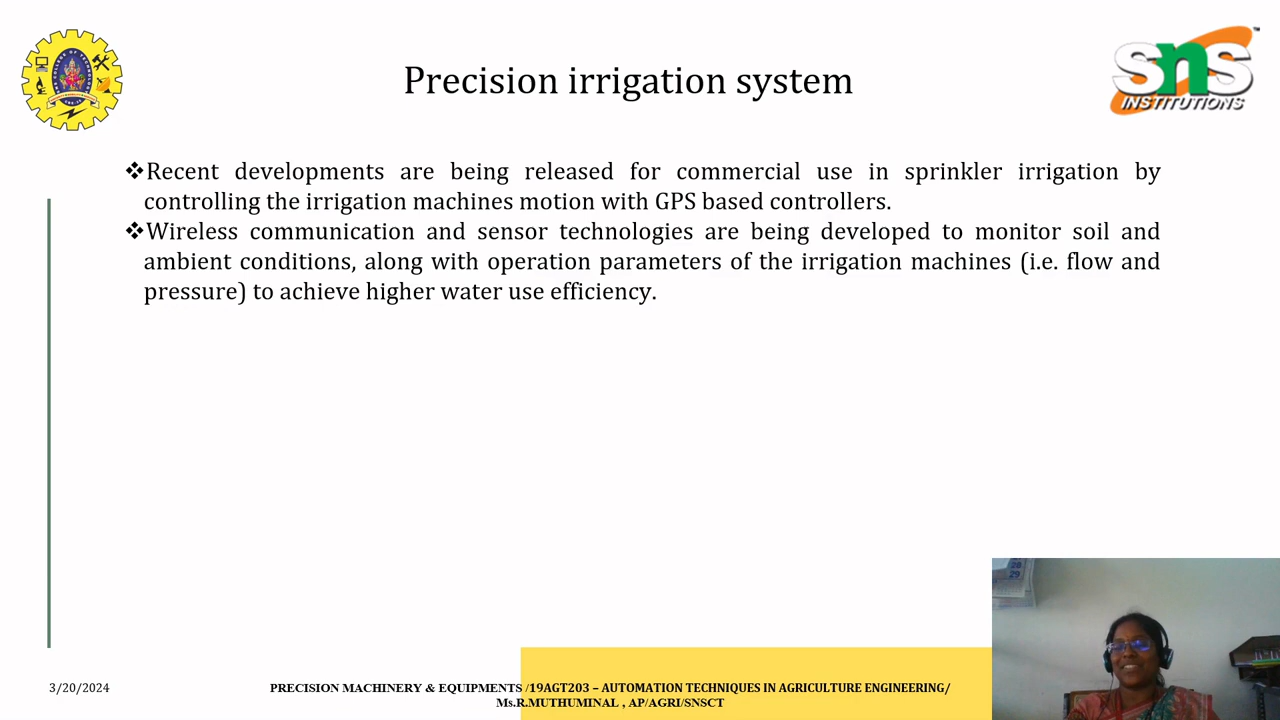 Precision irrigation system
sns
INSTITUTIONS
❖Recent developments are being released for commercial use in sprinkler irrigation by
controlling the irrigation machines motion with GPS based controllers.
❖Wireless communication and sensor technologies are being developed to monitor soil and
ambient conditions, along with operation parameters of the irrigation machines (i.e. flow and
pressure) to achieve higher water use efficiency.
28
29
3/20/2024
PRECISION MACHINERY & EQUIPMENTS /19AGT203 – AUTOMATION TECHNIQUES IN AGRICULTURE ENGINEERING/
Ms.R.MUTHUMINAL , AP/AGRI/SNSCT